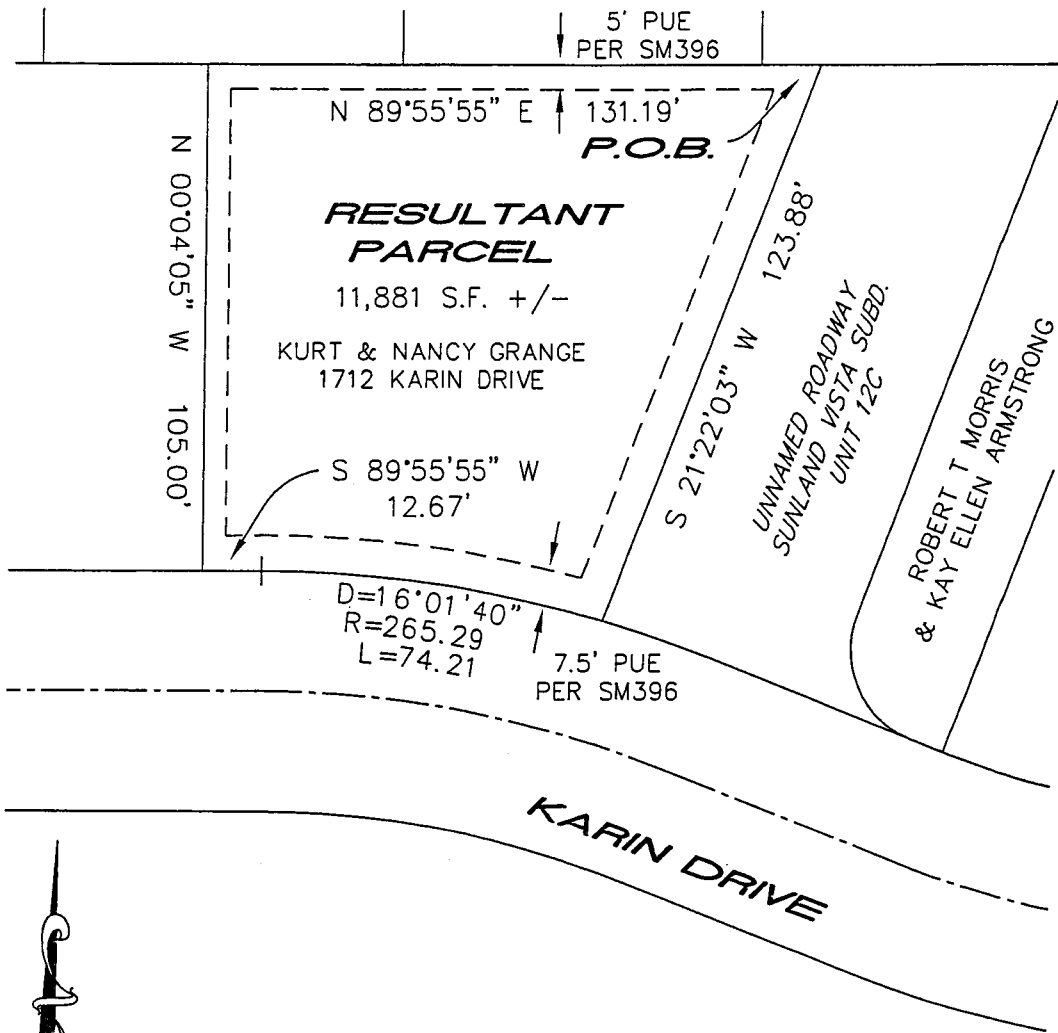 5' PUE
PER SM396
N 89°55'55" E 131.19'
P.O.B.
N 00°04'05" W 105.00'
RESULTANT
PARCEL
11,881 S.F. +/-
KURT & NANCY GRANGE
1712 KARIN DRIVE
S 89°55'55" W
12.67'
S 21°22'03" W 123.88'
UNNAMED ROADWAY
SUNLAND VISTA SUBD.
UNIT 12C
ROBERT T MORRIS
& KAY ELLEN ARMSTRONG
D=16°01'40"
R=265.29
L=74.21
7.5' PUE
PER SM396
KARIN DRIVE